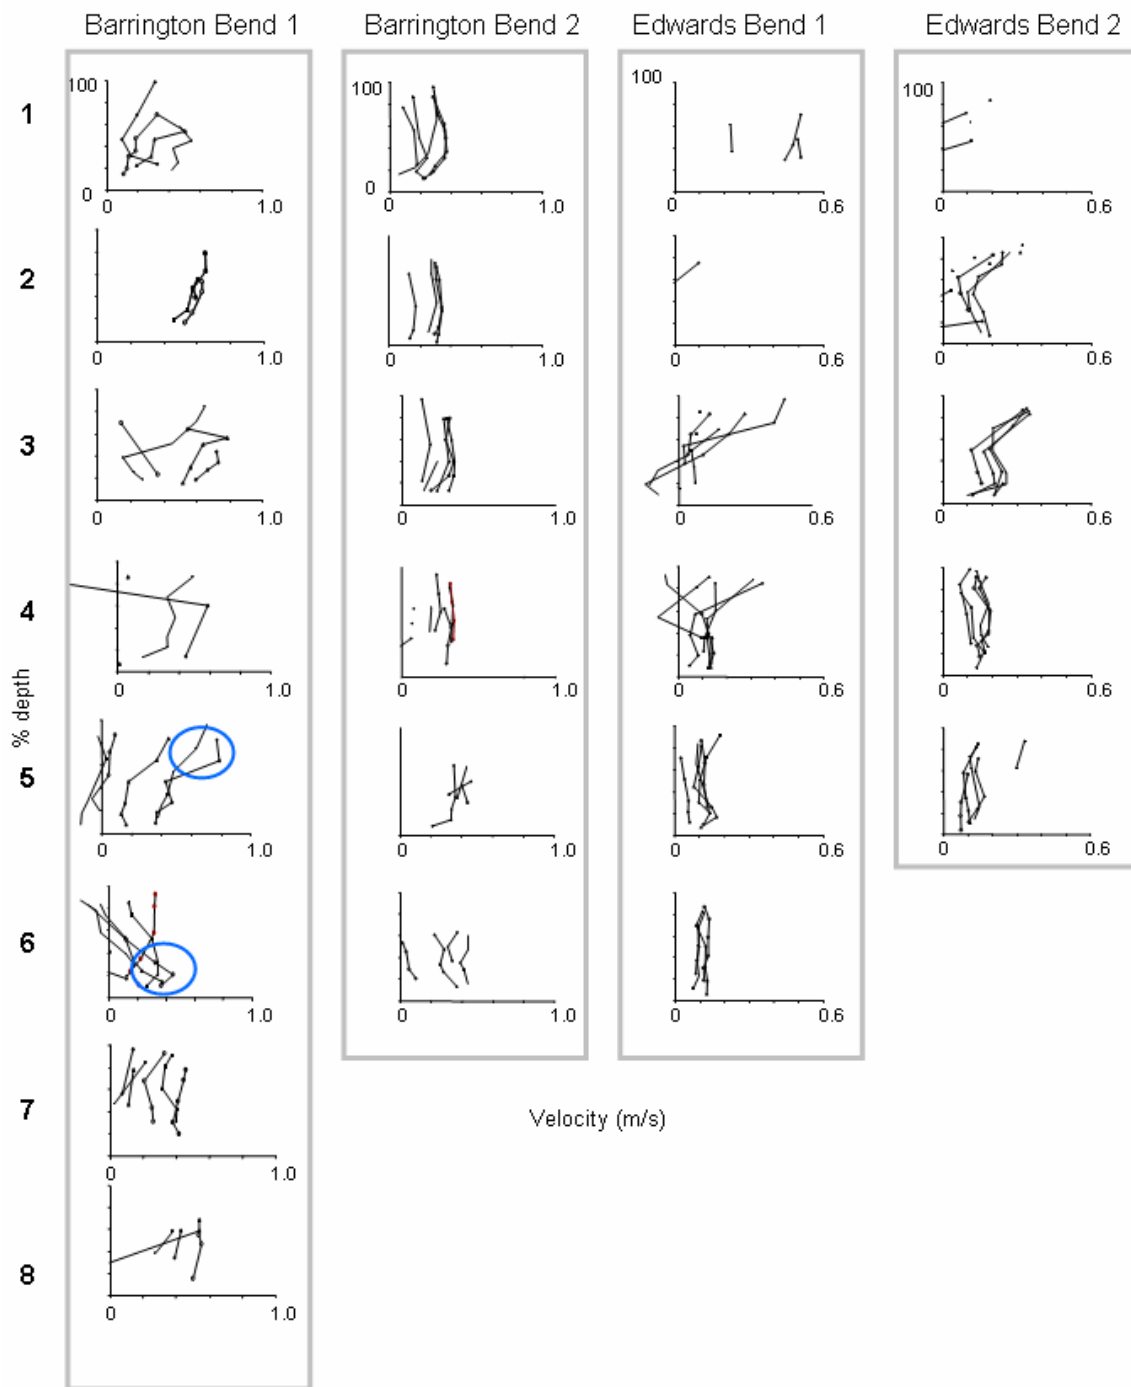 Barrington Bend 1 Barrington Bend 2 Edwards Bend 1 Edwards Bend 2
1 100 100 100 100
0 0
0 1.0 0 1.0 0 0.6 0 0.6
2
0 1.0 0 1.0 0 0.6 0 0.6
3
0 1.0 0 1.0 0 0.6 0 0.6
4
0 1.0 0 1.0 0 0.6 0 0.6
% depth
5
0 1.0 0 1.0 0 0.6 0 0.6
6
0 1.0 0 1.0 0 0.6
7 Velocity (m/s)
0 1.0
8
0 1.0